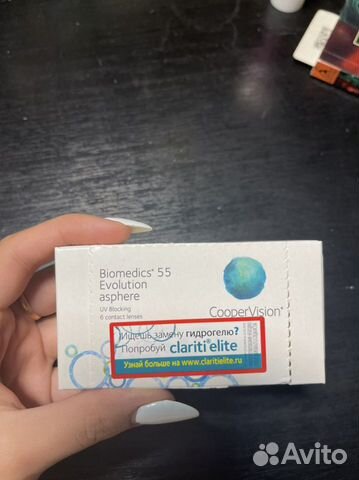 Biomedics® 55
Evolution
asphere
UV Blocking
6 contact lenses
CooperVision®
Ищешь замену гидрогелю?
Попробуй clariti® elite
Узнай больше на www.claritielite.ru
Avito